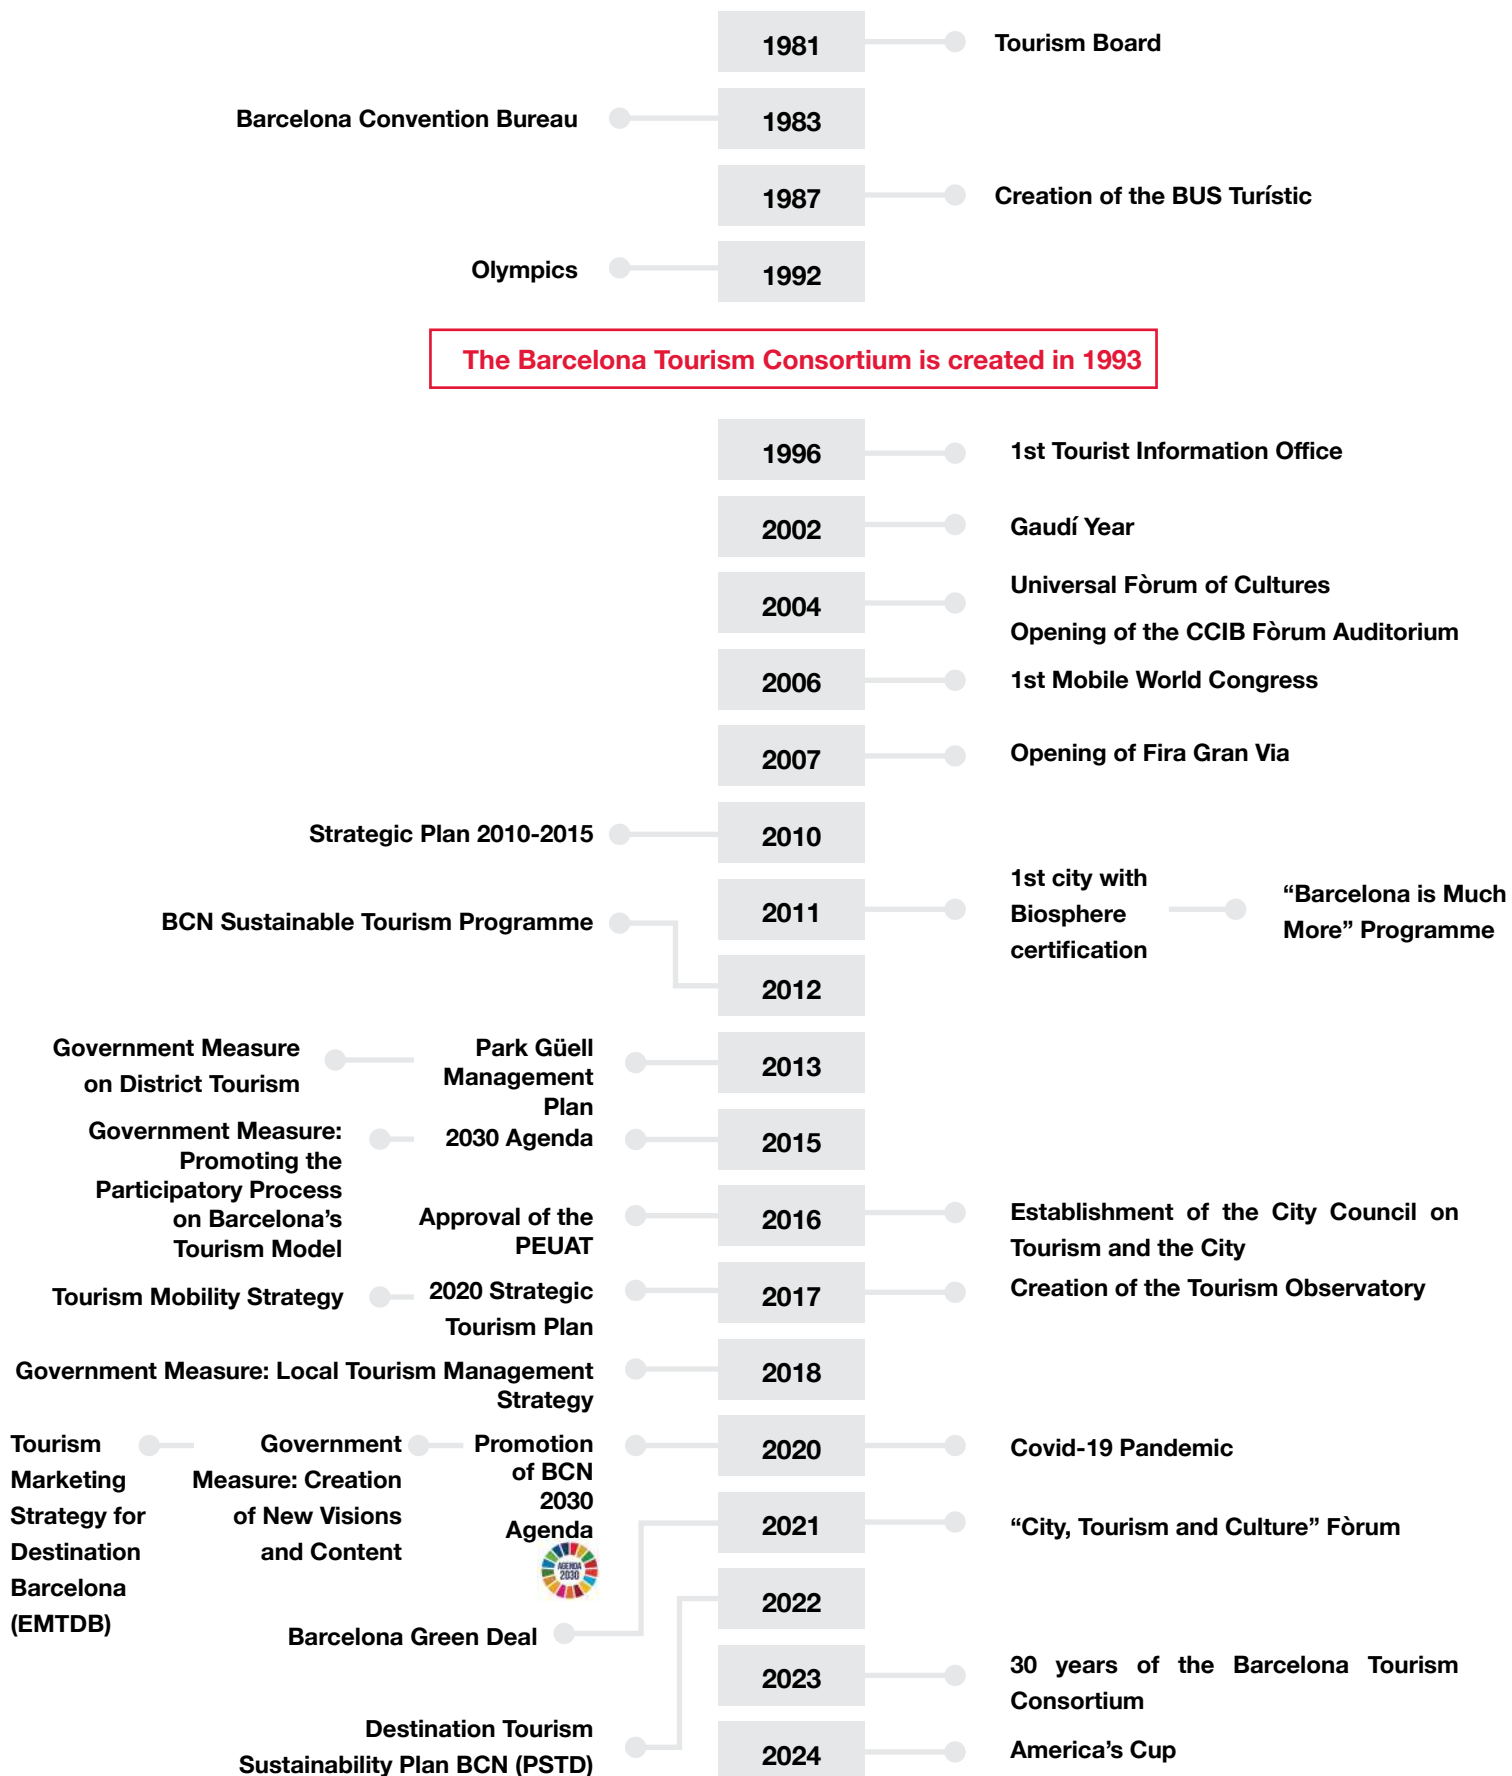 1981
Tourism Board
Barcelona Convention Bureau
1983
1987
Creation of the BUS Turístic
Olympics
1992
The Barcelona Tourism Consortium is created in 1993
1996
1st Tourist Information Office
2002
Gaudí Year
2004
Universal Fòrum of Cultures
Opening of the CCIB Fòrum Auditorium
2006
1st Mobile World Congress
2007
Opening of Fira Gran Via
Strategic Plan 2010-2015
2010
2011
1st city with
Biosphere
certification
“Barcelona is Much
More” Programme
BCN Sustainable Tourism Programme
2012
Government Measure
on District Tourism
Park Güell
Management
Plan
2013
Government Measure:
Promoting the
Participatory Process
on Barcelona’s
Tourism Model
2030 Agenda
2015
Approval of the
PEUAT
2016
Establishment of the City Council on
Tourism and the City
Tourism Mobility Strategy
2020 Strategic
Tourism Plan
2017
Creation of the Tourism Observatory
Government Measure: Local Tourism Management
Strategy
2018
Tourism
Marketing
Strategy for
Destination
Barcelona
(EMTDB)
Government
Measure: Creation
of New Visions
and Content
Promotion
of BCN
2030
Agenda
AGENDA
2030
2020
Covid-19 Pandemic
2021
“City, Tourism and Culture” Fòrum
Barcelona Green Deal
2022
2023
30 years of the Barcelona Tourism
Consortium
Destination Tourism
Sustainability Plan BCN (PSTD)
2024
America’s Cup